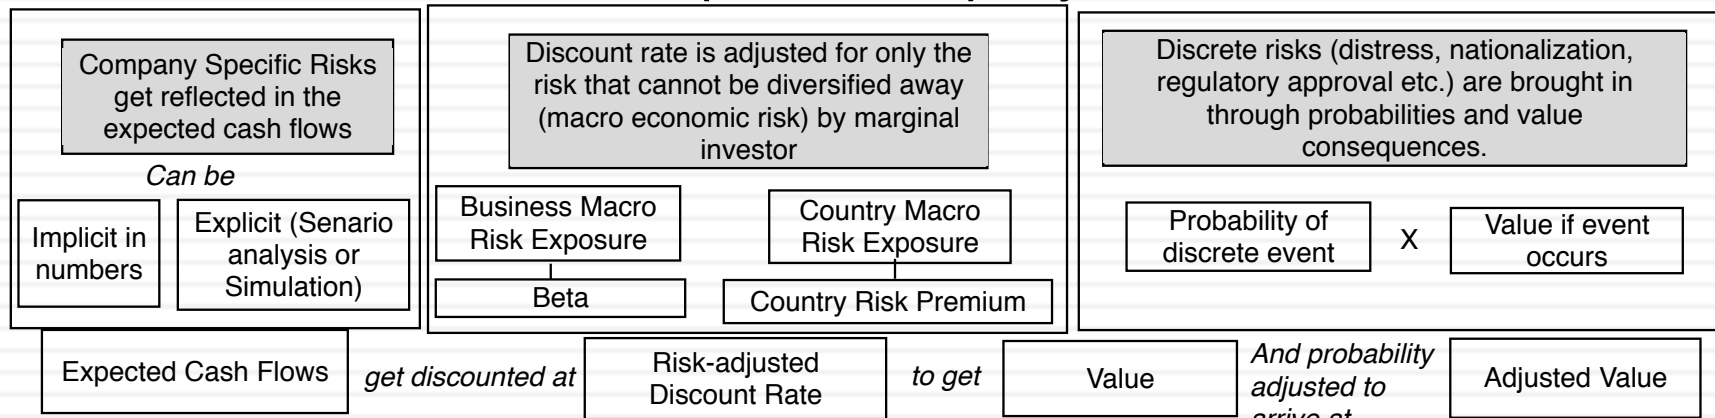 Company Specific Risks
get reflected in the
expected cash flows
Can be
Implicit in
numbers
Explicit (Senario
analysis or
Simulation)
Discount rate is adjusted for only the
risk that cannot be diversified away
(macro economic risk) by marginal
investor
Business Macro
Risk Exposure
Beta
Country Macro
Risk Exposure
Country Risk Premium
Discrete risks (distress, nationalization,
regulatory approval etc.) are brought in
through probabilities and value
consequences.
Probability of
discrete event
X
Value if event
occurs
Expected Cash Flows
get discounted at
Risk-adjusted
Discount Rate
to get
Value
And probability
adjusted to
arrive at
Adjusted Value